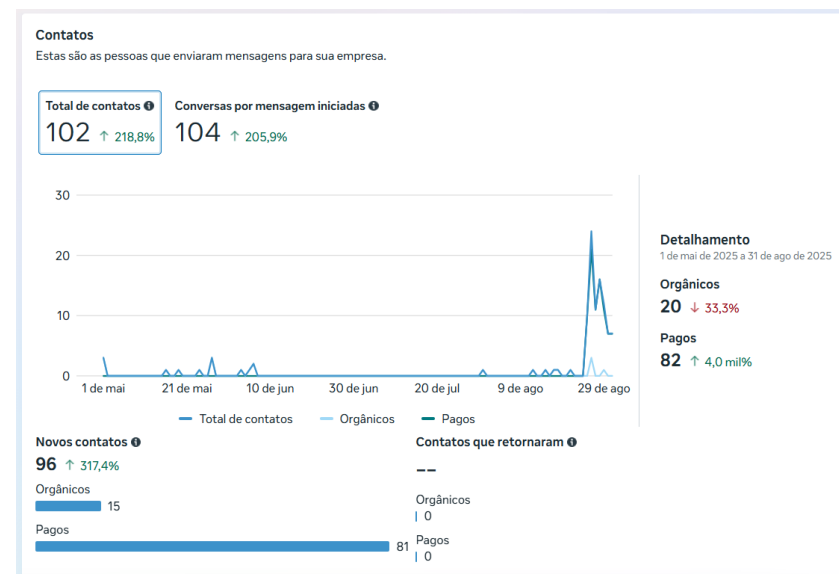 Contatos
Estas são as pessoas que enviaram mensagens para sua empresa.
Total de contatos
102 ↑ 218,8%
Conversas por mensagem iniciadas
104 ↑ 205,9%
30
20
10
0
1 de mai 21 de mai 10 de jun 30 de jun 20 de jul 9 de ago 29 de ago
Total de contatos Orgânicos Pagos
Detalhamento
1 de mai de 2025 a 31 de ago de 2025
Orgânicos
20 ↓ 33,3%
Pagos
82 ↑ 4,0 mil%
Novos contatos
96 ↑ 317,4%
Orgânicos
15
Pagos
81
Contatos que retornaram
--
Orgânicos
0
Pagos
0